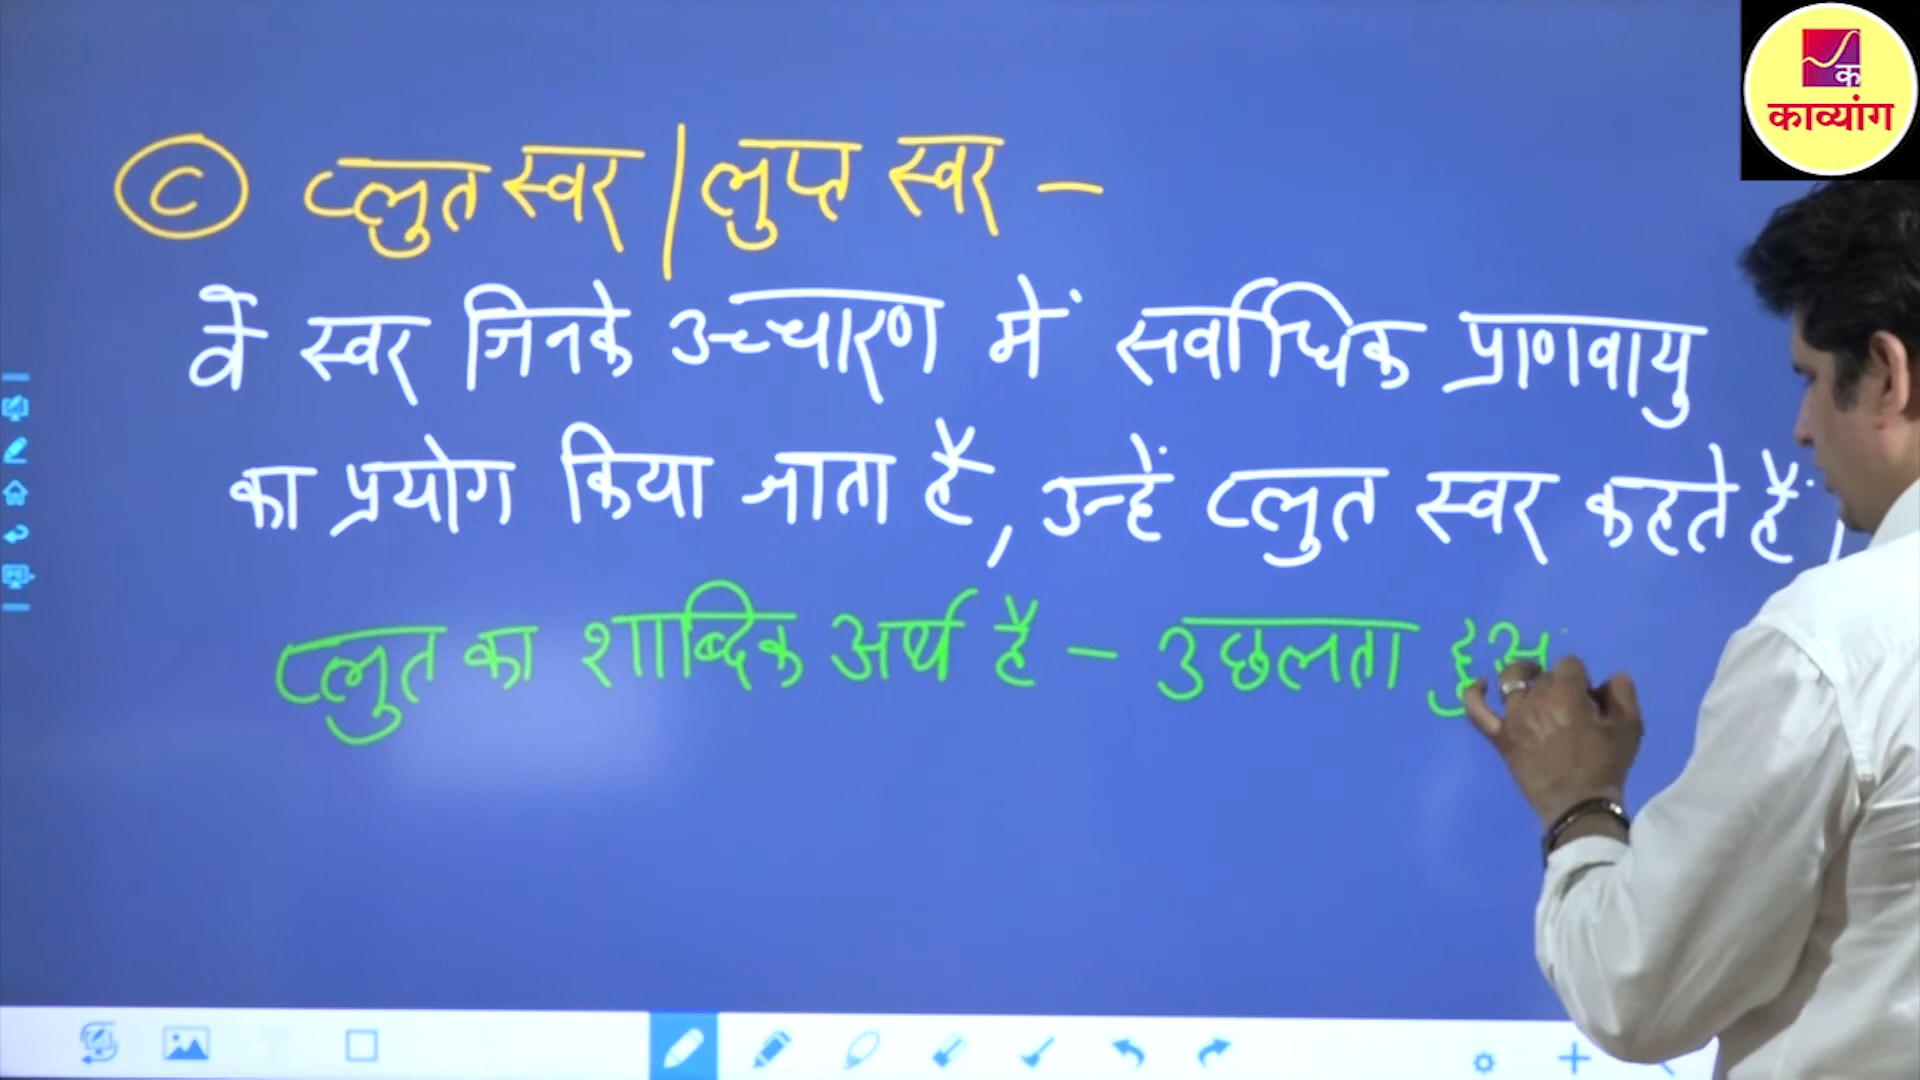 काव्यांग
क
C प्लुत स्वर / लुप्त स्वर –
वे स्वर जिनके उच्चारण में सर्वाधिक प्राणवायु
का प्रयोग किया जाता है, उन्हें प्लुत स्वर कहते हैं।
प्लुत का शाब्दिक अर्थ है – उछलता